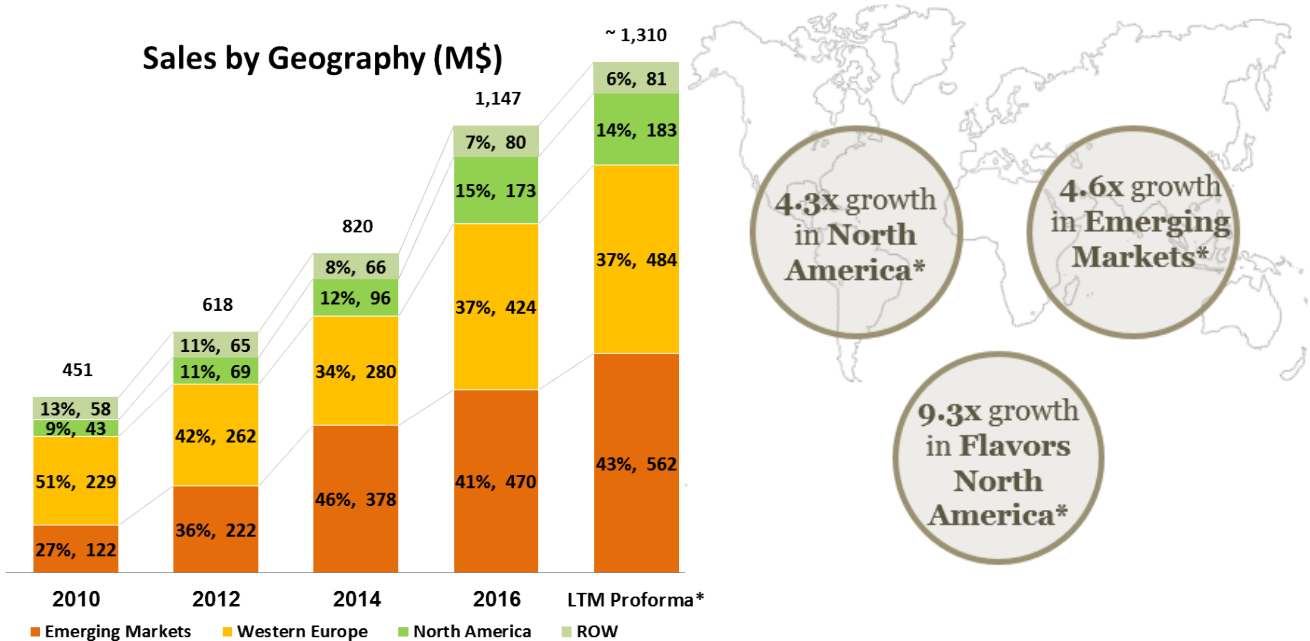 Sales by Geography (M$)
451
13%, 58
9%, 43
51%, 229
27%, 122
2010
618
11%, 65
11%, 69
42%, 262
36%, 222
2012
820
8%, 66
12%, 96
34%, 280
46%, 378
2014
1,147
7%, 80
15%, 173
37%, 424
41%, 470
2016
~ 1,310
6%, 81
14%, 183
37%, 484
43%, 562
LTM Proforma*
Emerging Markets
Western Europe
North America
ROW
4.3x growth
in North
America*
4.6x growth
in Emerging
Markets*
9.3x growth
in Flavors
North
America*